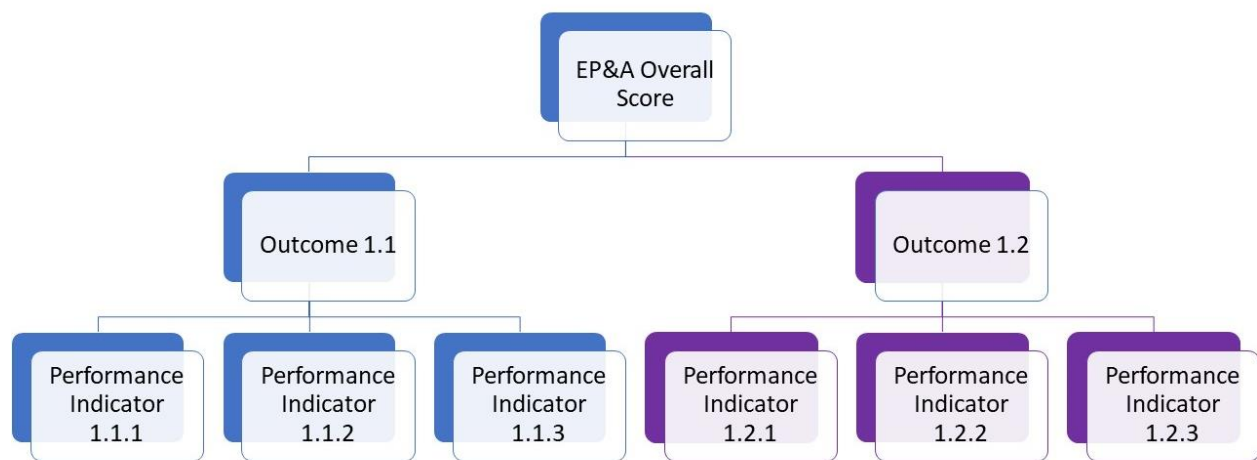 EP&A Overall
Score
Outcome 1.1
Outcome 1.2
Performance
Indicator
1.1.1
Performance
Indicator
1.1.2
Performance
Indicator
1.1.3
Performance
Indicator
1.2.1
Performance
Indicator
1.2.2
Performance
Indicator
1.2.3